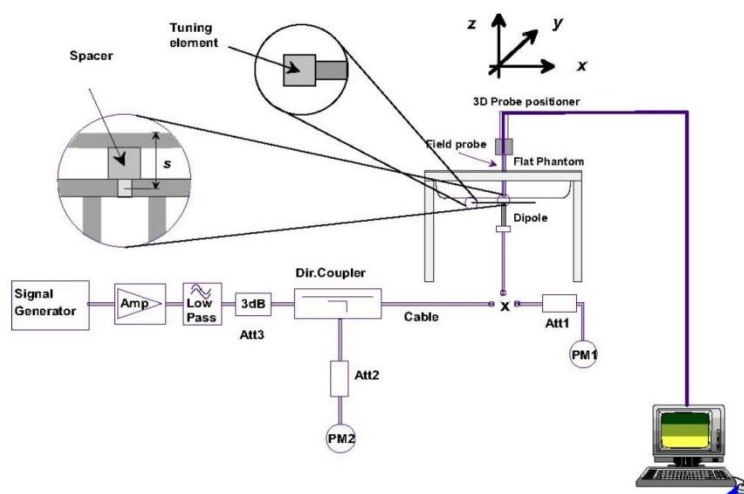 Tuning
element
Spacer
s
z
y
x
3D Probe positioner
Field probe
Flat Phantom
Dipole
Signal
Generator
Amp
Low
Pass
3dB
Att3
Dir.Coupler
Cable
x
Att1
PM1
Att2
PM2